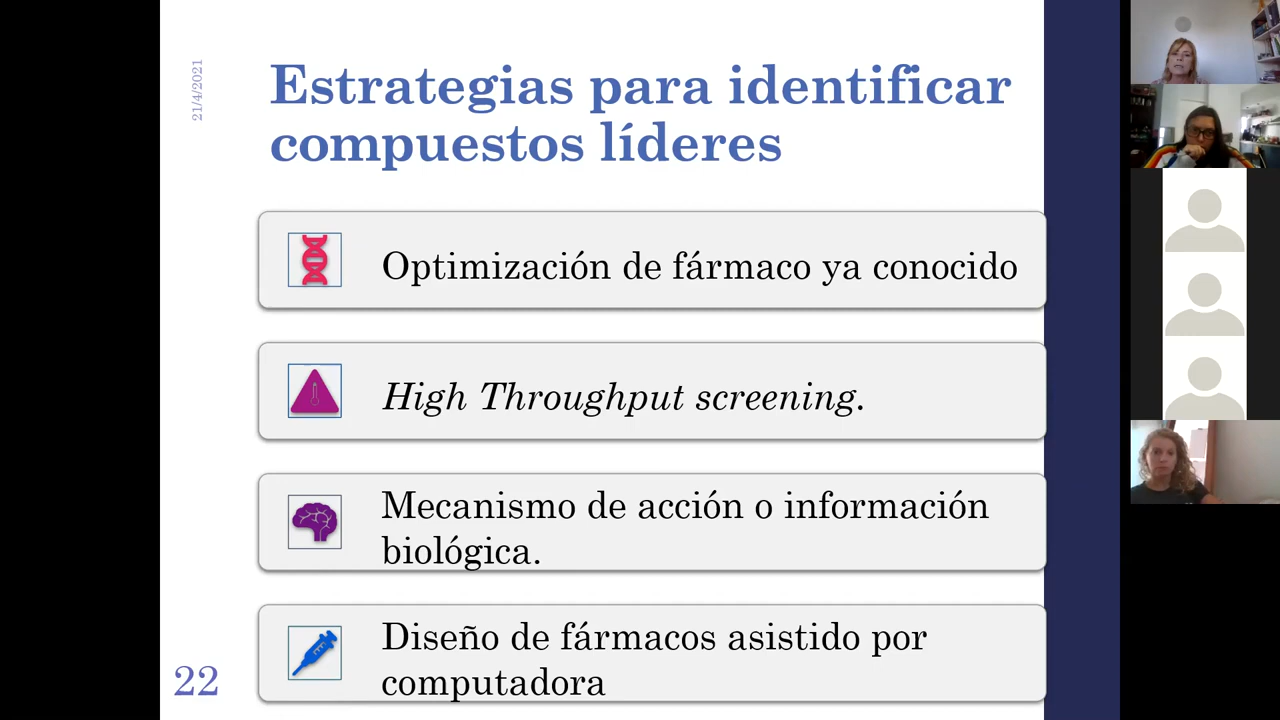 21/4/2021
Estrategias para identificar
compuestos líderes
Optimización de fármaco ya conocido
High Throughput screening.
Mecanismo de acción o información
biológica.
Diseño de fármacos asistido por
computadora
22